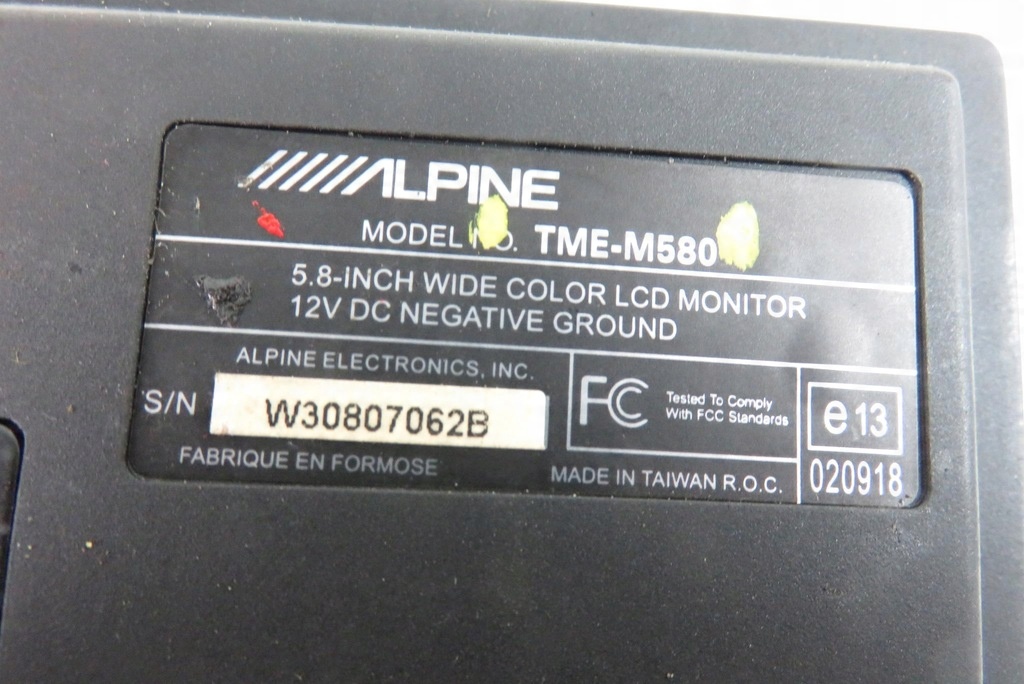 ALPINE
MODEL NO. TME-M580
5.8-INCH WIDE COLOR LCD MONITOR
12V DC NEGATIVE GROUND
ALPINE ELECTRONICS, INC.
S/N W30807062B
FABRIQUE EN FORMOSE
FC Tested To Comply
With FCC Standards
MADE IN TAIWAN R.O.C.
e13
020918